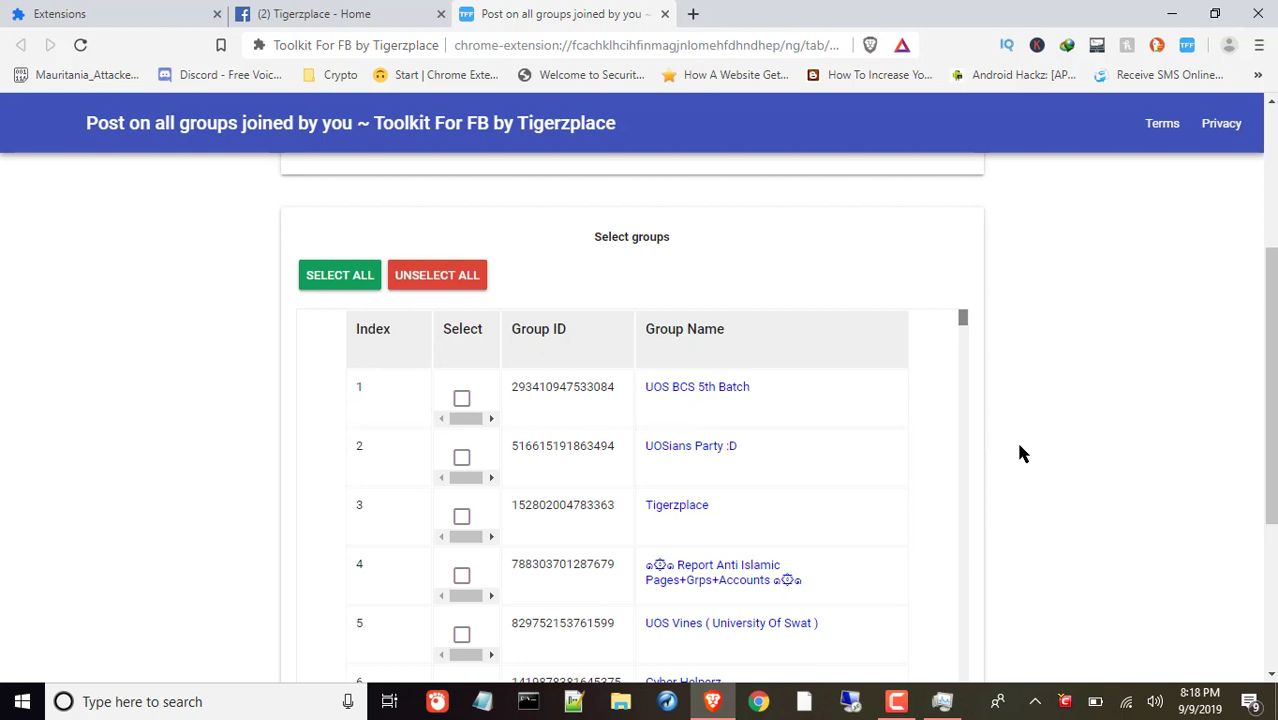 Extensions
(2) Tigerzplace - Home
Post on all groups joined by you ~
Toolkit For FB by Tigerzplace
chrome-extension://fcachklhcihfinmagjnlomehfdhndhep/ng/tab/...
Mauritania_Attacke...
Discord - Free Voic...
Crypto
Start | Chrome Exte...
Welcome to Securit...
How A Website Get...
How To Increase Yo...
Android Hackz: [AP...
Receive SMS Online...
Post on all groups joined by you ~ Toolkit For FB by Tigerzplace
Terms
Privacy
Select groups
SELECT ALL
UNSELECT ALL
Index Select Group ID Group Name
1 293410947533084 UOS BCS 5th Batch
2 516615191863494 UOSians Party :D
3 152802004783363 Tigerzplace
4 788303701287679 Report Anti Islamic
Pages+Grps+Accounts
5 829752153761599 UOS Vines ( University Of Swat )
6 1419878381645375 Cyber Helperz
Type here to search
8:18 PM
9/9/2019